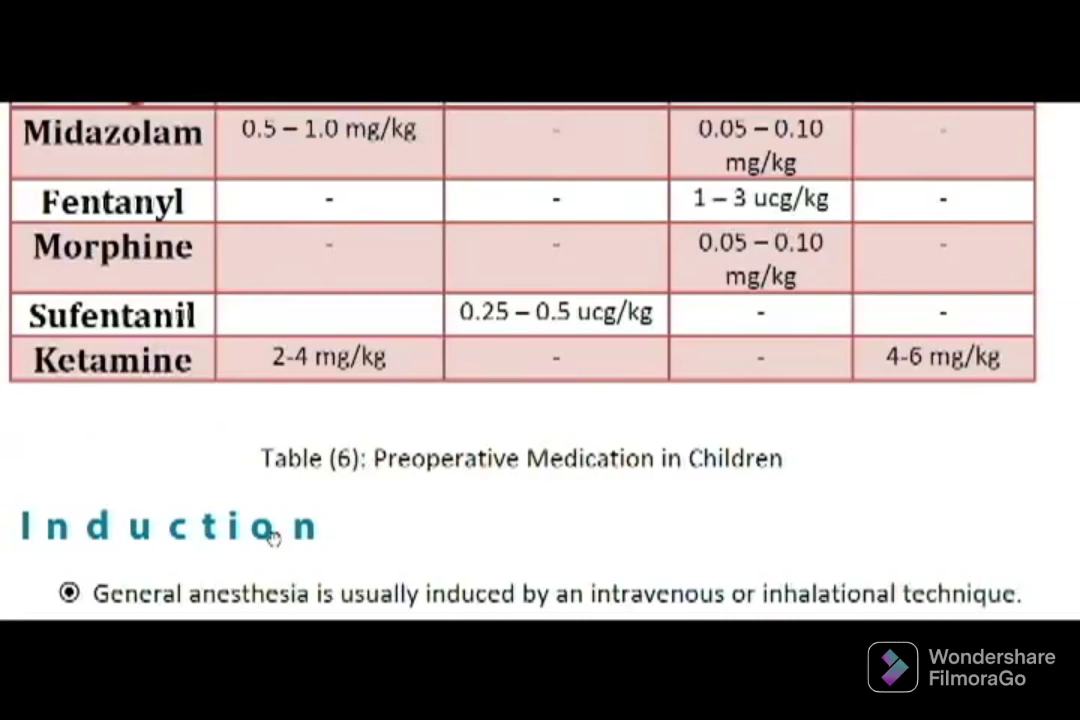 Midazolam 0.5 – 1.0 mg/kg - 0.05 – 0.10 mg/kg -
Fentanyl - - 1 – 3 ucg/kg -
Morphine - - 0.05 – 0.10 mg/kg -
Sufentanil 0.25 – 0.5 ucg/kg - -
Ketamine 2-4 mg/kg - - 4-6 mg/kg
Table (6): Preoperative Medication in Children
Induction
General anesthesia is usually induced by an intravenous or inhalational technique.
Wondershare
FilmoraGo